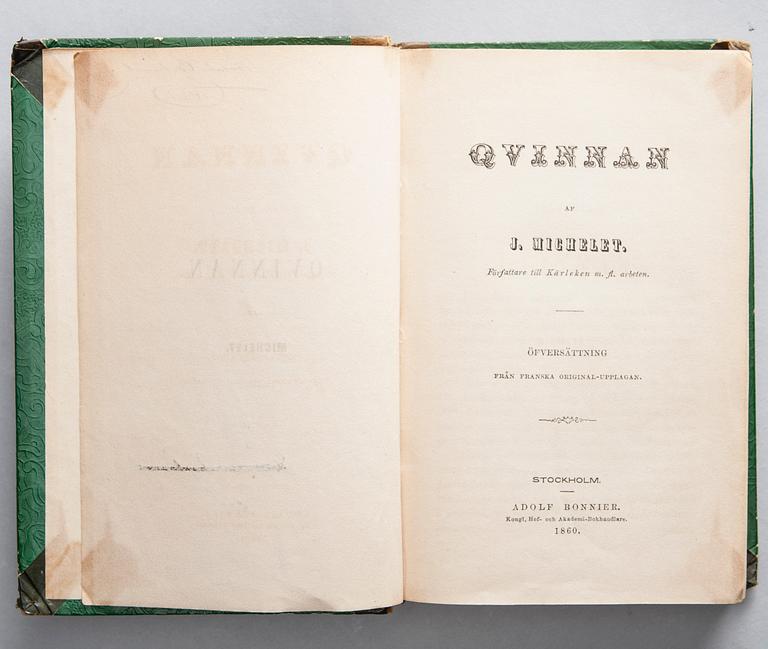 QVINNAN
AF
J. MICHELET.
Författare till Kärleken m. fl. arbeten.
ÖFVERSÄTTNING
FRÅN FRANSKA ORIGINAL-UPPLAGAN.
STOCKHOLM.
ADOLF BONNIER.
Kongl. Hof- och Akademi-Bokhandlare.
1860.